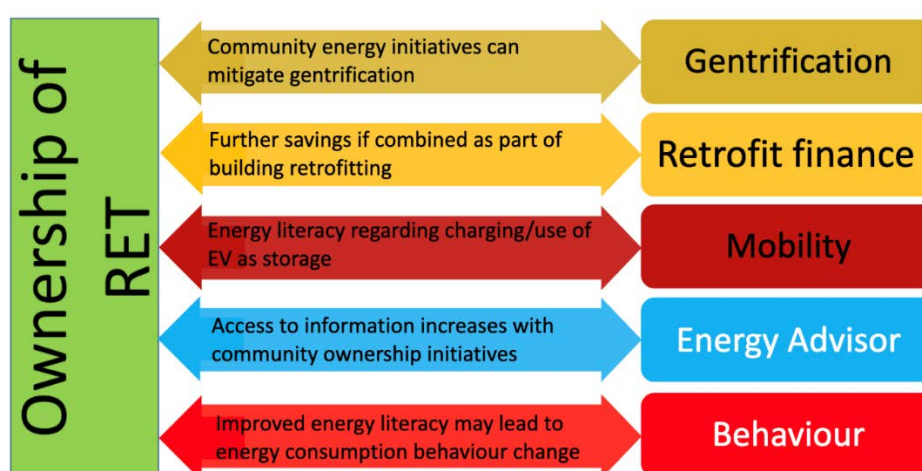 Ownership of
RET
Community energy initiatives can
mitigate gentrification
Gentrification
Further savings if combined as part of
building retrofitting
Retrofit finance
Energy literacy regarding charging/use of
EV as storage
Mobility
Access to information increases with
community ownership initiatives
Energy Advisor
Improved energy literacy may lead to
energy consumption behaviour change
Behaviour